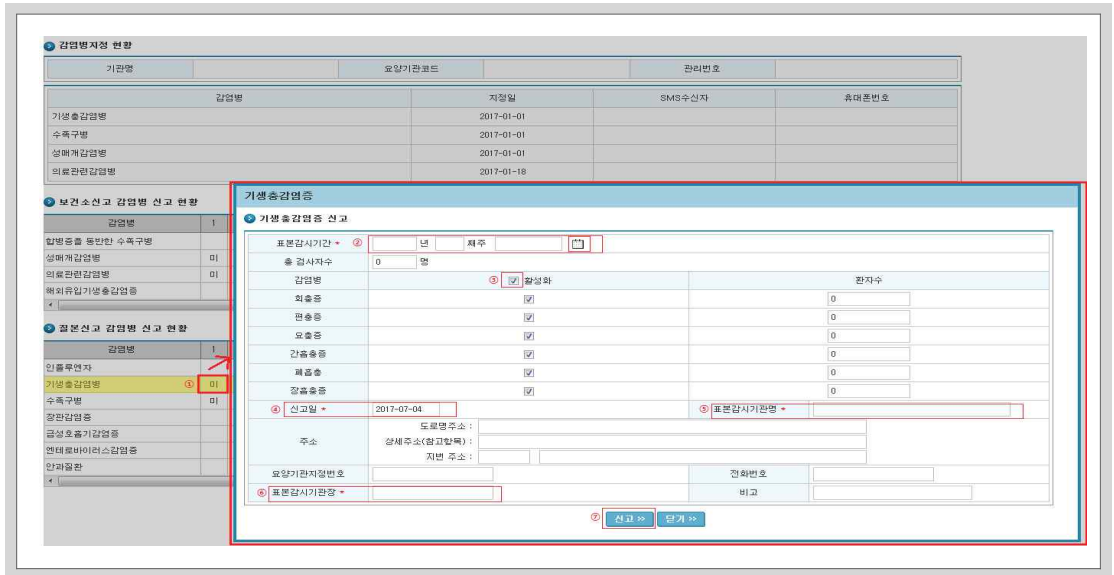 감염병지정 현황
기관명 요양기관코드 관리번호
감염병 지정일 SMS수신자 휴대폰번호
기생충감염병 2017-01-01
수족구병 2017-01-01
성매개감염병 2017-01-01
의료관련감염병 2017-01-18
보건소신고 감염병 신고 현황
감염병 1
합병증을 동반한 수족구병
성매개감염병 미
의료관련감염병 미
해외유입기생충감염증
질본신고 감염병 신고 현황
감염병 1
인플루엔자
기생충감염병 ① 미
수족구병 미
장관감염증
급성호흡기감염증
엔테로바이러스감염증
안과질환
기생충감염증
기생충감염증 신고
표본감시기간 * ② 년 째주
총 검사자수 0 명
감염병 ③ 활성화 환자수
회충증 0
편충증 0
요충증 0
간흡충증 0
폐흡충 0
장흡충증 0
④ 신고일 * 2017-07-04 ⑤ 표본감시기관명 *
주소 도로명주소 :
상세주소(참고항목) :
지번 주소 :
요양기관지정번호 전화번호
⑥ 표본감시기관장 * 비고
⑦ 신고 » 닫기 »